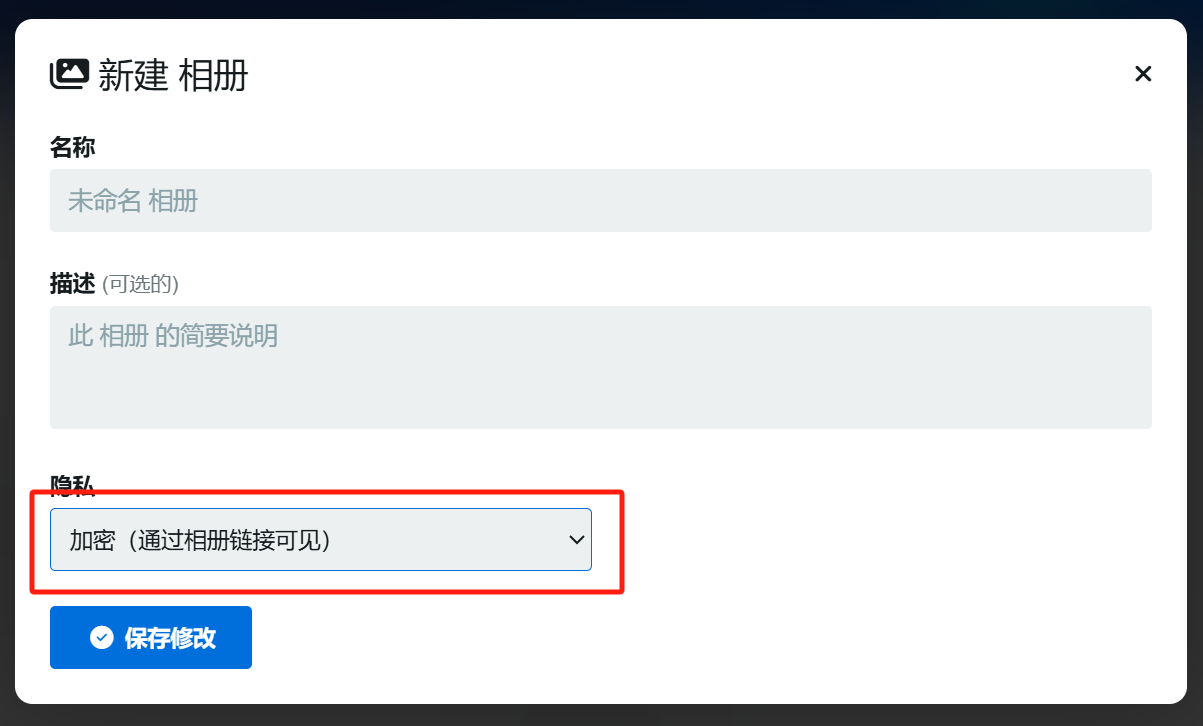 新建 相册
名称
未命名 相册
描述 (可选的)
此 相册 的简要说明
隐私
加密（通过相册链接可见）
保存修改